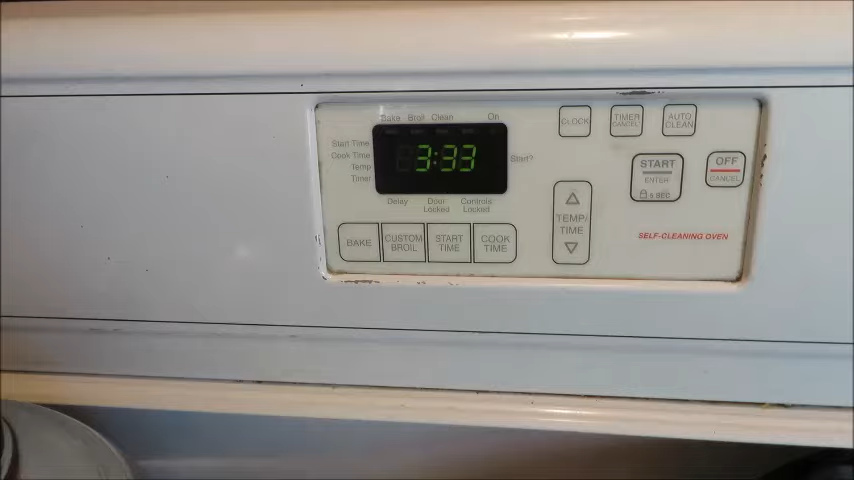 Bake Broil Clean On
Start Time
Cook Time
Temp
Timer
3:33
Start?
Delay
Door
Locked
Controls
Locked
BAKE
CUSTOM
BROIL
START
TIME
COOK
TIME
CLOCK
TIMER
CANCEL
AUTO
CLEAN
TEMP/
TIME
START
ENTER
5 SEC
OFF
CANCEL
SELF-CLEANING OVEN